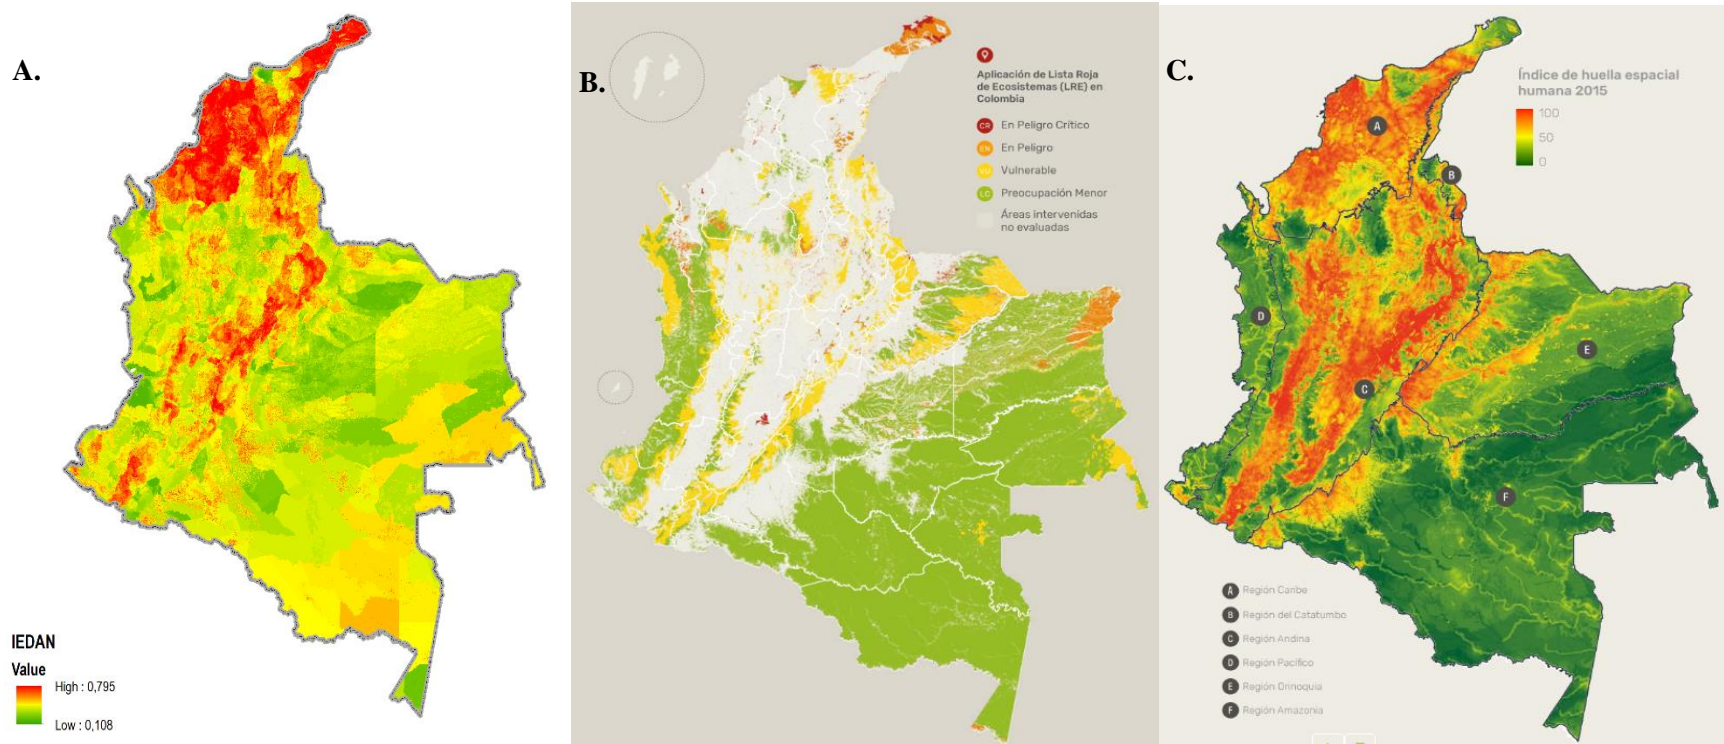 A.
IEDAN
Value
High : 0,795
Low : 0,108
B.
Aplicación de Lista Roja
de Ecosistemas (LRE) en
Colombia
CR En Peligro Crítico
EN En Peligro
VU Vulnerable
LC Preocupación Menor
Áreas intervenidas
no evaluadas
C.
Índice de huella espacial
humana 2015
100
50
0
A
B
C
D
E
F
A Región Caribe
B Región del Catatumbo
C Región Andina
D Región Pacífico
E Región Orinoquia
F Región Amazonia